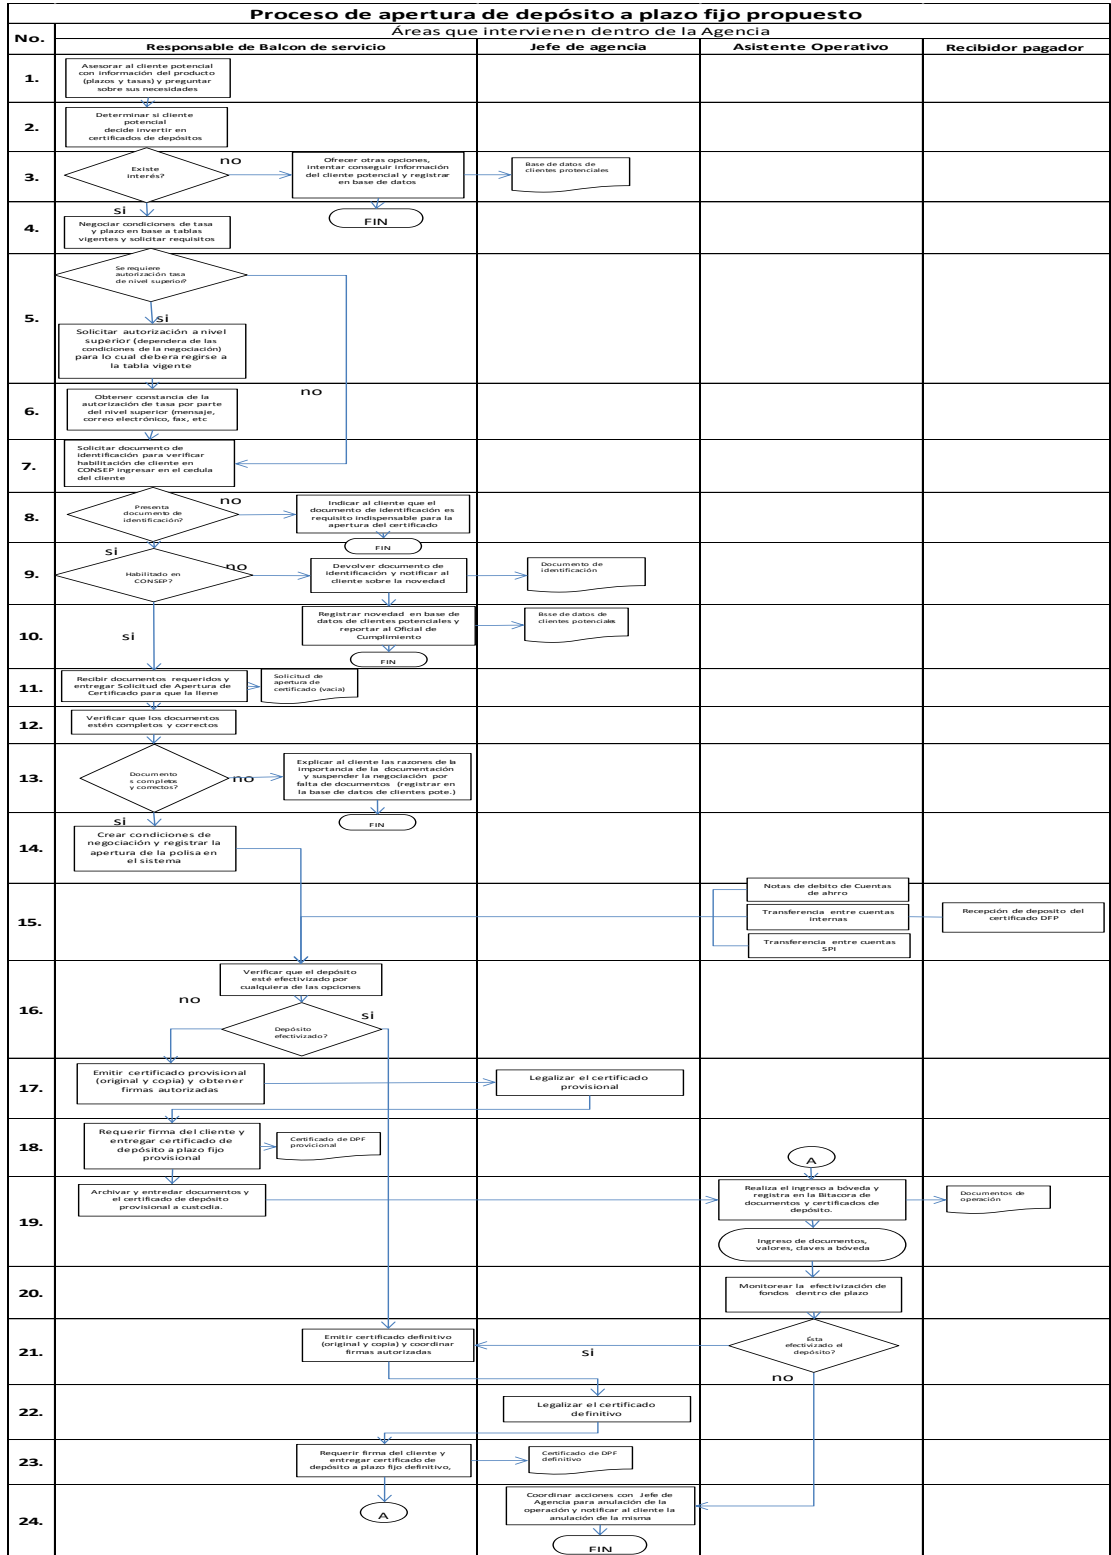 Proceso de apertura de depósito a plazo fijo propuesto
No.
Áreas que intervienen dentro de la Agencia
Responsable de Balcon de servicio
Jefe de agencia
Asistente Operativo
Recibidor pagador
1.
Asesorar al cliente potencial
con información del producto
(plazos y tasas) y preguntar
sobre sus necesidades
2.
Determinar si cliente
potencial
decide invertir en
certificados de depósitos
3.
Existe
interés?
no
Ofrecer otras opciones,
intentar conseguir información
del cliente potencial y registrar
en base de datos
Base de datos de
clientes protenciales
si
FIN
4.
Negociar condiciones de tasa
y plazo en base a tablas
vigentes y solicitar requisitos
5.
Se requiere
autorización tasa
de nivel superior?
si
Solicitar autorización a nivel
superior (dependera de las
condiciones de la negociación)
para lo cual debera regirse a
la tabla vigente
no
6.
Obtener constancia de la
autorización de tasa por parte
del nivel superior (mensaje,
correo electrónico, fax, etc
7.
Solicitar documento de
identificación para verificar
habilitación de cliente en
CONSEP ingresar en el cedula
del cliente
8.
Presenta
documento de
identificación?
no
Indicar al cliente que el
documento de identificación es
requisito indispensable para la
apertura del certificado
FIN
si
9.
Habilitado en
CONSEP?
no
Devolver documento de
identificación y notificar al
cliente sobre la novedad
Documento de
identificación
10.
si
Registrar novedad en base de
datos de clientes potenciales y
reportar al Oficial de
Cumplimiento
Bsse de datos de
clientes potenciales
FIN
11.
Recibir documentos requeridos y
entregar Solicitud de Apertura de
Certificado para que la llene
Solicitud de
apertura de
certificado (vacia)
12.
Verificar que los documentos
estén completos y correctos
13.
Documento
s completos
y correctos?
no
Explicar al cliente las razones de la
importancia de la documentación
y suspender la negociación por
falta de documentos (registrar en
la base de datos de clientes pote.)
si
FIN
14.
Crear condiciones de
negociación y registrar la
apertura de la polisa en
el sistema
15.
Notas de debito de Cuentas
de ahrro
Transferencia entre cuentas
internas
Transferencia entre cuentas
SPI
Recepción de deposito del
certificado DFP
16.
Verificar que el depósito
esté efectivizado por
cualquiera de las opciones
no
si
Depósito
efectivizado?
17.
Emitir certificado provisional
(original y copia) y obtener
firmas autorizadas
Legalizar el certificado
provisional
18.
Requerir firma del cliente y
entregar certificado de
depósito a plazo fijo
provisional
Certificado de DPF
provicional
A
19.
Archivar y entredar documentos y
el certificado de depósito
provisional a custodia.
Realiza el ingreso a bóveda y
registra en la Bitacora de
documentos y certificados de
depósito.
Documentos de
operación
Ingreso de documentos,
valores, claves a bóveda
20.
Monitorear la efectivización de
fondos dentro de plazo
21.
Emitir certificado definitivo
(original y copia) y coordinar
firmas autorizadas
si
Ésta
efectivizado el
depósito?
no
22.
Legalizar el certificado
definitivo
23.
Requerir firma del cliente y
entregar certificado de
depósito a plazo fijo definitivo,
Certificado de DPF
definitivo
24.
A
Coordinar acciones con Jefe de
Agencia para anulación de la
operación y notificar al cliente la
anulación de la misma
FIN